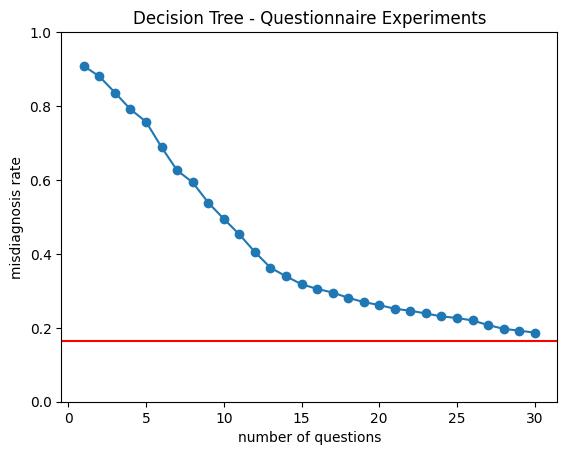 Decision Tree - Questionnaire Experiments
1.0
0.8
0.6
0.4
0.2
0.0
misdiagnosis rate
0 5 10 15 20 25 30
number of questions